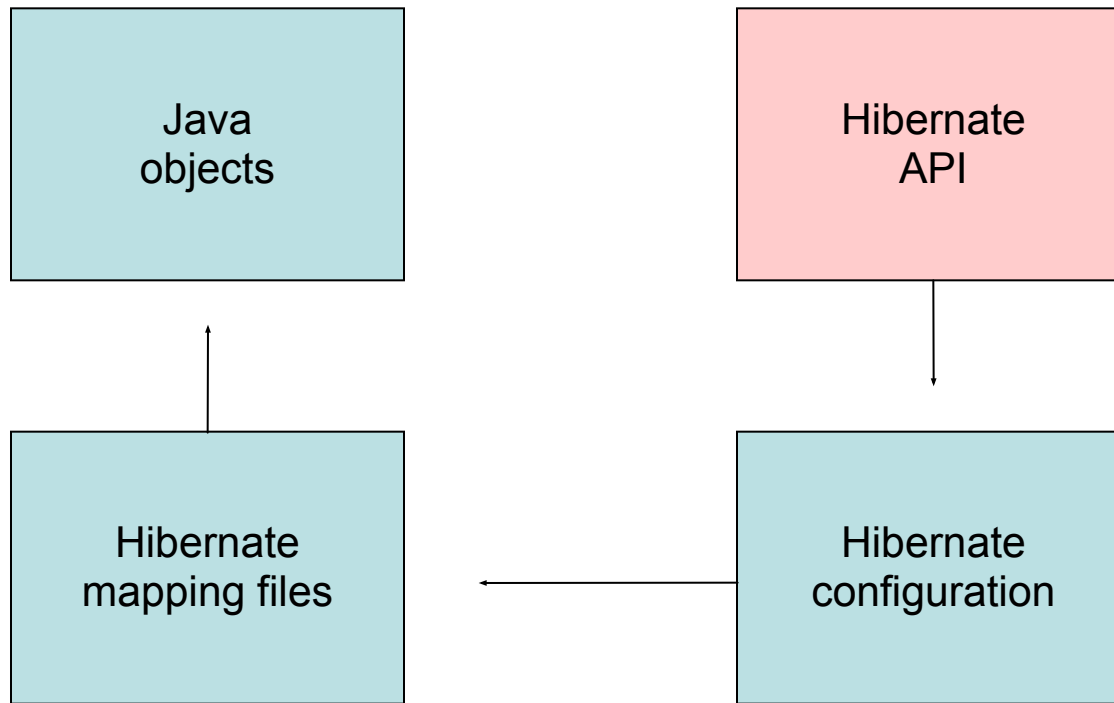 Java
objects
Hibernate
API
Hibernate
mapping files
Hibernate
configuration